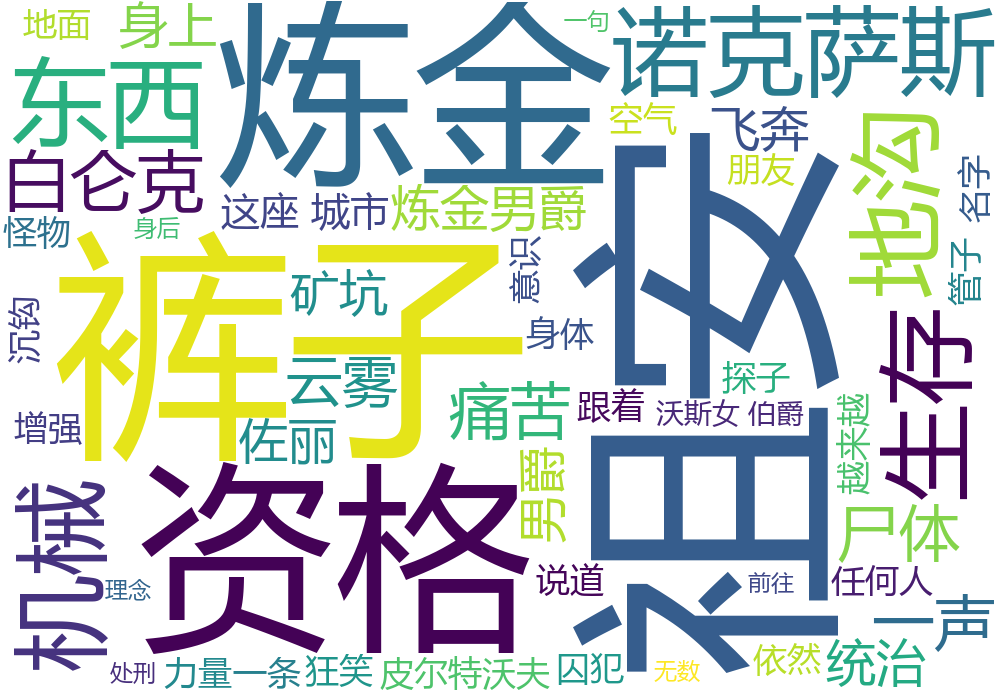 地面
身上
炼金
一句
诺克萨斯
东西
空气
飞奔
白仑克
朋友
地沟
名字
这座 城市
炼金男爵
怪物
身后
裤子
祖安
意识
管子
矿坑
沉钩
身体
生存
云雾
探子
痛苦
跟着
沃斯女 伯爵
越来越
增强
佐丽
男爵
资格
机械
尸体
理念
说道
前往
任何人
一声
处刑
力量一条
狂笑
皮尔特沃夫
囚犯
无数
依然
统治